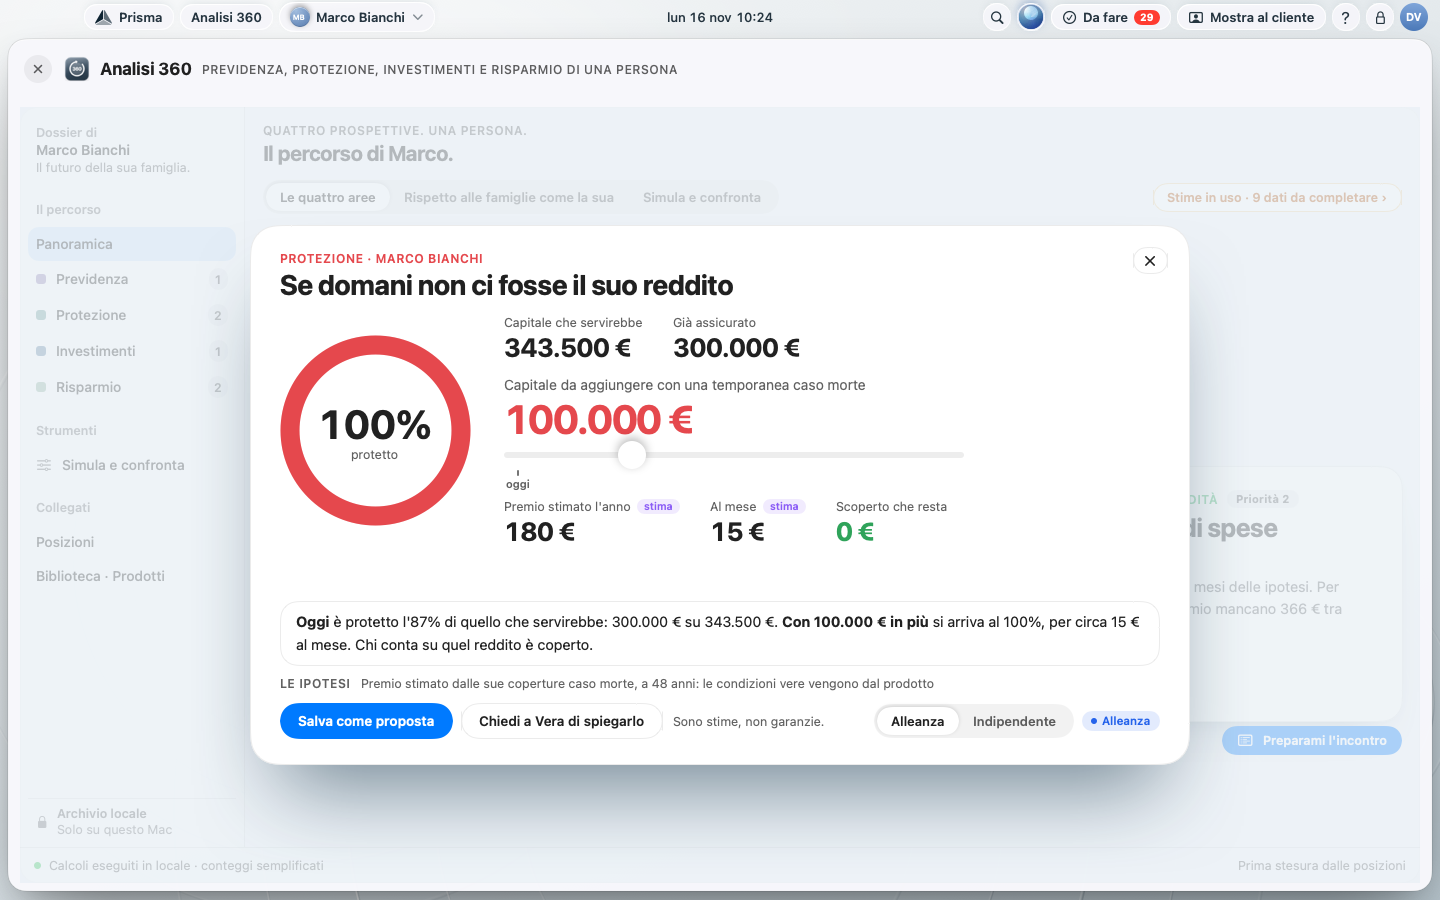 Prisma
Analisi 360
MB Marco Bianchi
lun 16 nov 10:24
Da fare 29
Mostra al cliente
?
DV
360
Analisi 360 PREVIDENZA, PROTEZIONE, INVESTIMENTI E RISPARMIO DI UNA PERSONA
Dossier di
Marco Bianchi
Il futuro della sua famiglia.
Il percorso
Panoramica
Previdenza 1
Protezione 2
Investimenti 1
Risparmio 2
Strumenti
Simula e confronta
Collegati
Posizioni
Biblioteca · Prodotti
Archivio locale
Solo su questo Mac
QUATTRO PROSPETTIVE. UNA PERSONA.
Il percorso di Marco.
Le quattro aree
Rispetto alle famiglie come la sua
Simula e confronta
Stime in uso · 9 dati da completare ›
PROTEZIONE · MARCO BIANCHI
Se domani non ci fosse il suo reddito
100%
protetto
Capitale che servirebbe
343.500 €
Già assicurato
300.000 €
Capitale da aggiungere con una temporanea caso morte
100.000 €
oggi
Premio stimato l'anno stima
180 €
Al mese stima
15 €
Scoperto che resta
0 €
Oggi è protetto l'87% di quello che servirebbe: 300.000 € su 343.500 €. Con 100.000 € in più si arriva al 100%, per circa 15 €
al mese. Chi conta su quel reddito è coperto.
LE IPOTESI Premio stimato dalle sue coperture caso morte, a 48 anni: le condizioni vere vengono dal prodotto
Salva come proposta
Chiedi a Vera di spiegarlo
Sono stime, non garanzie.
Alleanza
Indipendente
Alleanza
DITÀ Priorità 2
di spese
mesi delle ipotesi. Per
mio mancano 366 € tra
Preparami l'incontro
Calcoli eseguiti in locale · conteggi semplificati
Prima stesura dalle posizioni